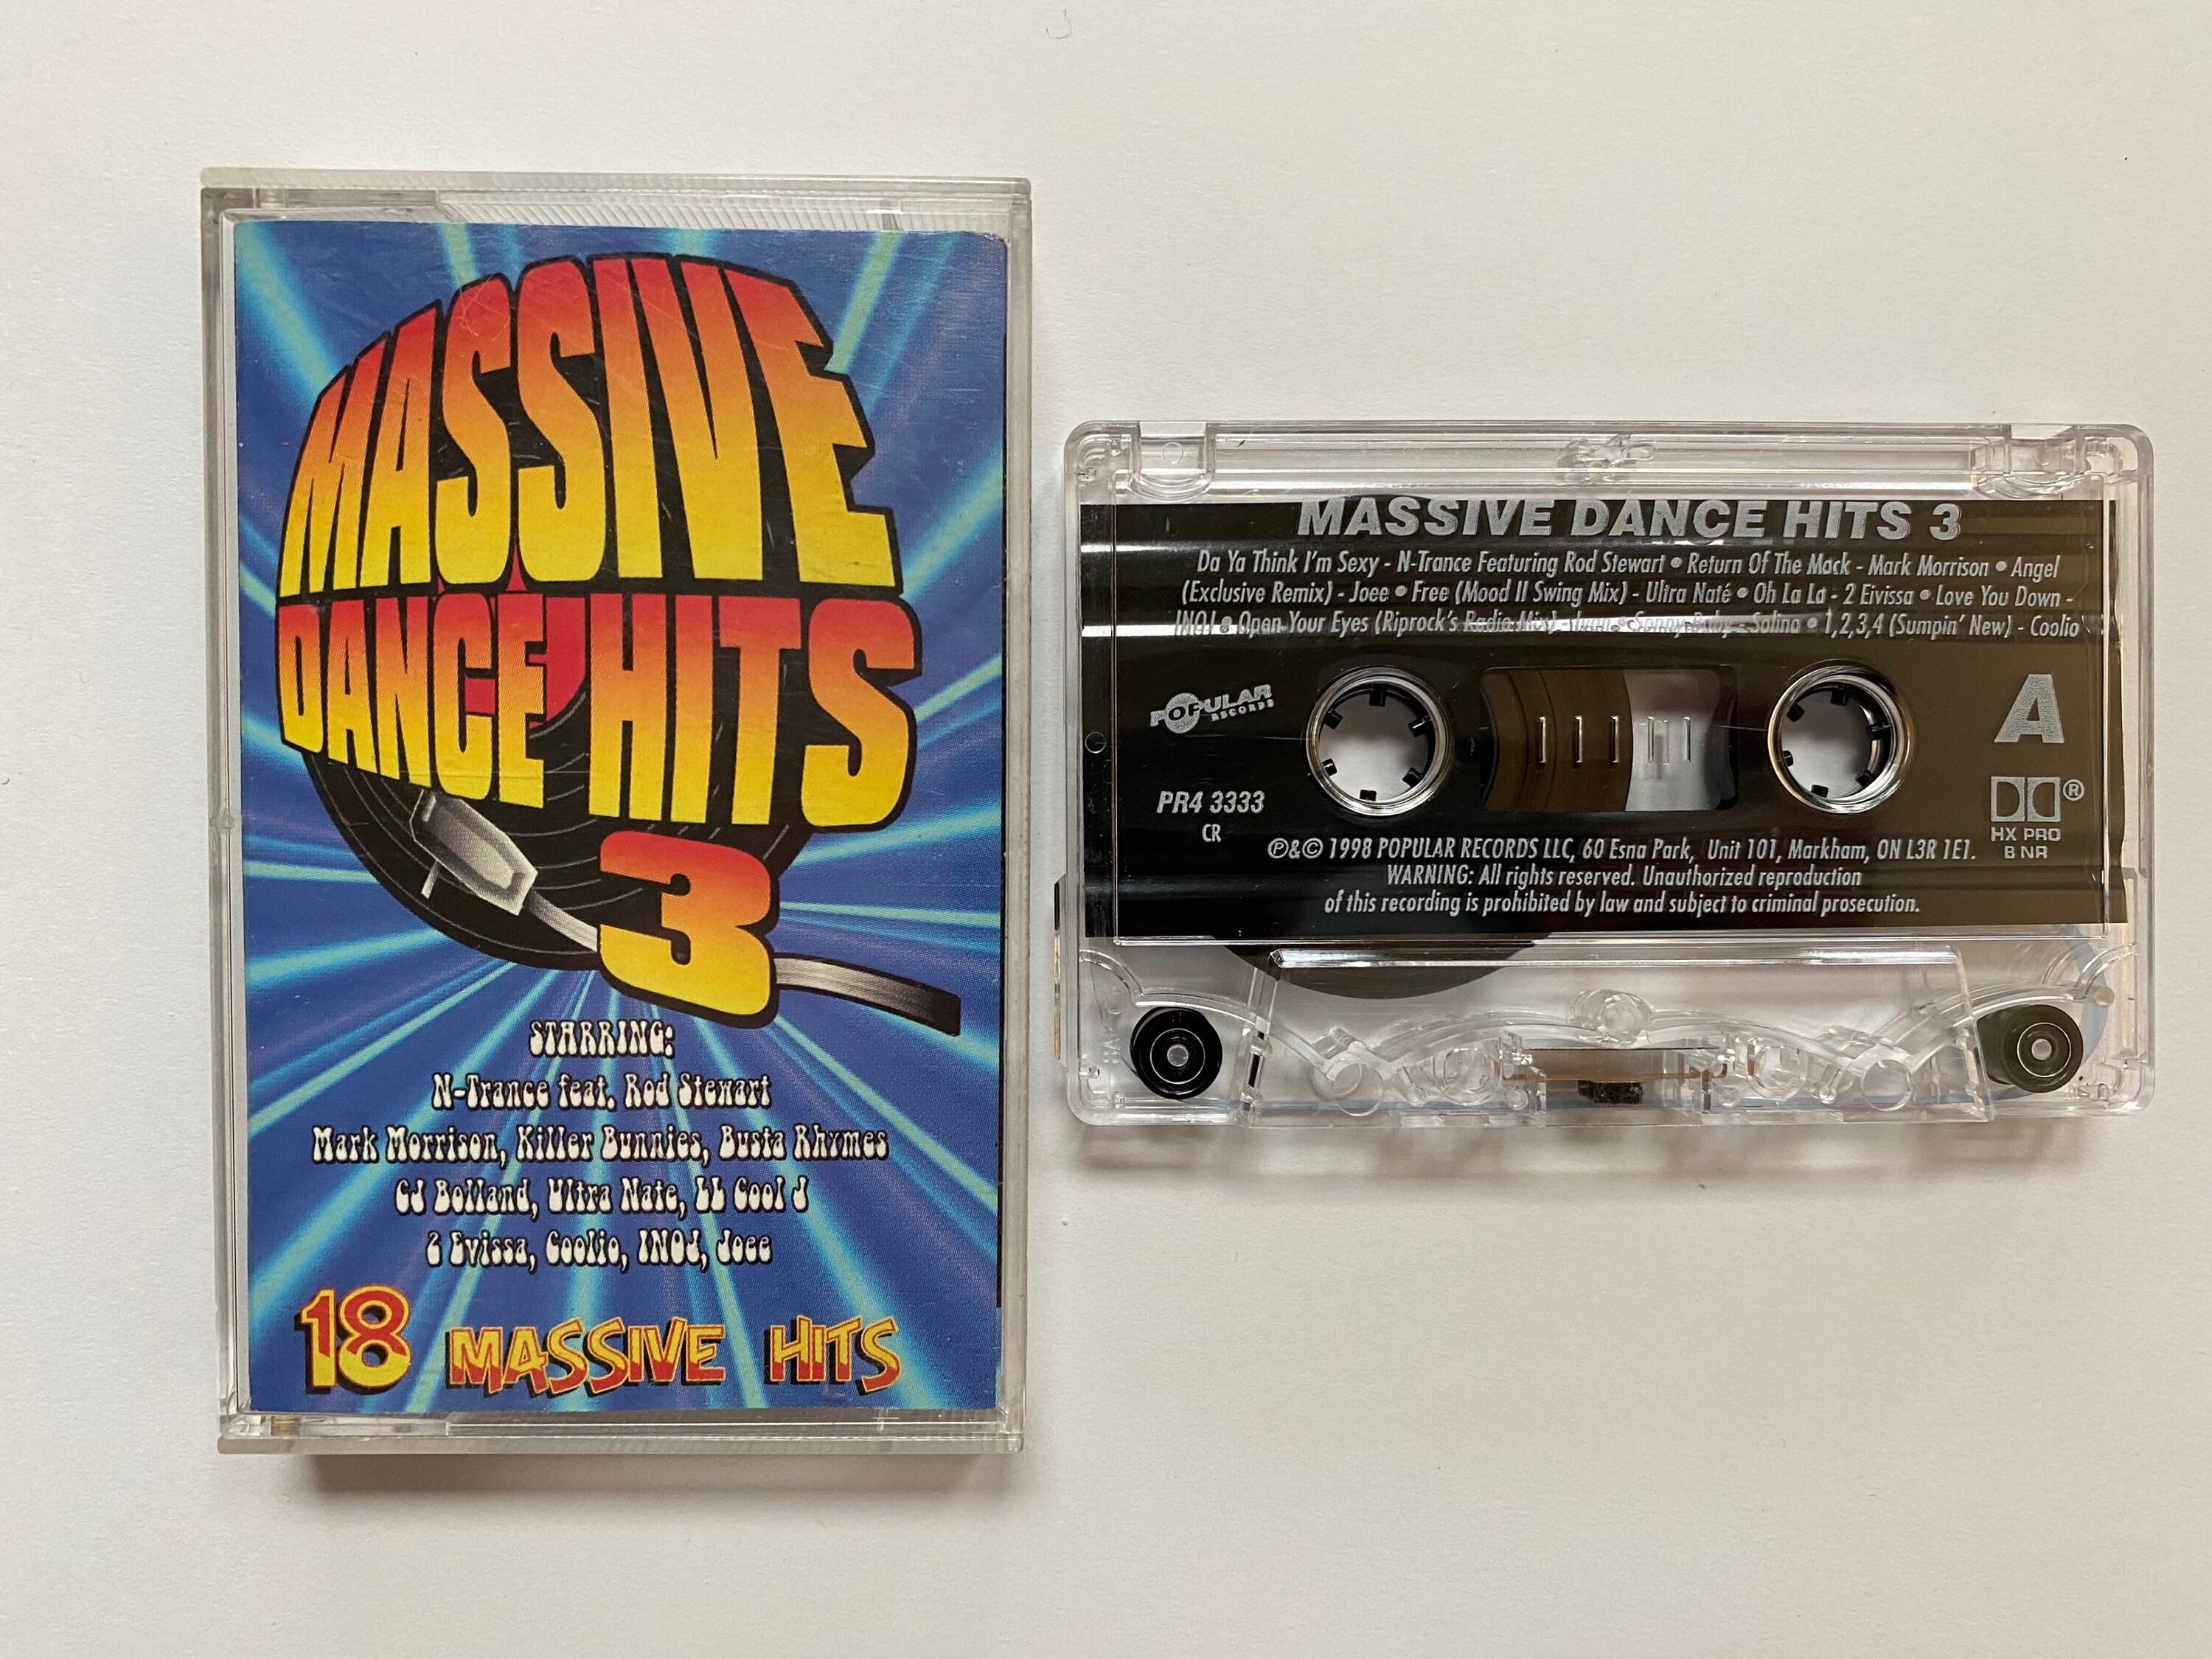 MASSIVE
DANCE HITS
3
STARRING:
N-Trance feat. Rod Stewart
Mark Morrison, Killer Bunnies, Busta Rhymes
CJ Bolland, Ultra Nate, LL Cool J
2 Evissa, Coolio, INOJ, Joee
18 MASSIVE HITS
MASSIVE DANCE HITS 3
Da Ya Think I'm Sexy - N-Trance Featuring Rod Stewart • Return Of The Mack - Mark Morrison • Angel
(Exclusive Remix) - Joee • Free (Mood II Swing Mix) - Ultra Naté • Oh La La - 2 Eivissa • Love You Down -
INOJ • Open Your Eyes (Riprock's Radio Mix) - • Baby - Solina • 1,2,3,4 (Sumpin' New) - Coolio
POPULAR
RECORDS
A
PR4 3333
CR
®
HX PRO
B NR
℗&© 1998 POPULAR RECORDS LLC, 60 Esna Park, Unit 101, Markham, ON L3R 1E1.
WARNING: All rights reserved. Unauthorized reproduction
of this recording is prohibited by law and subject to criminal prosecution.